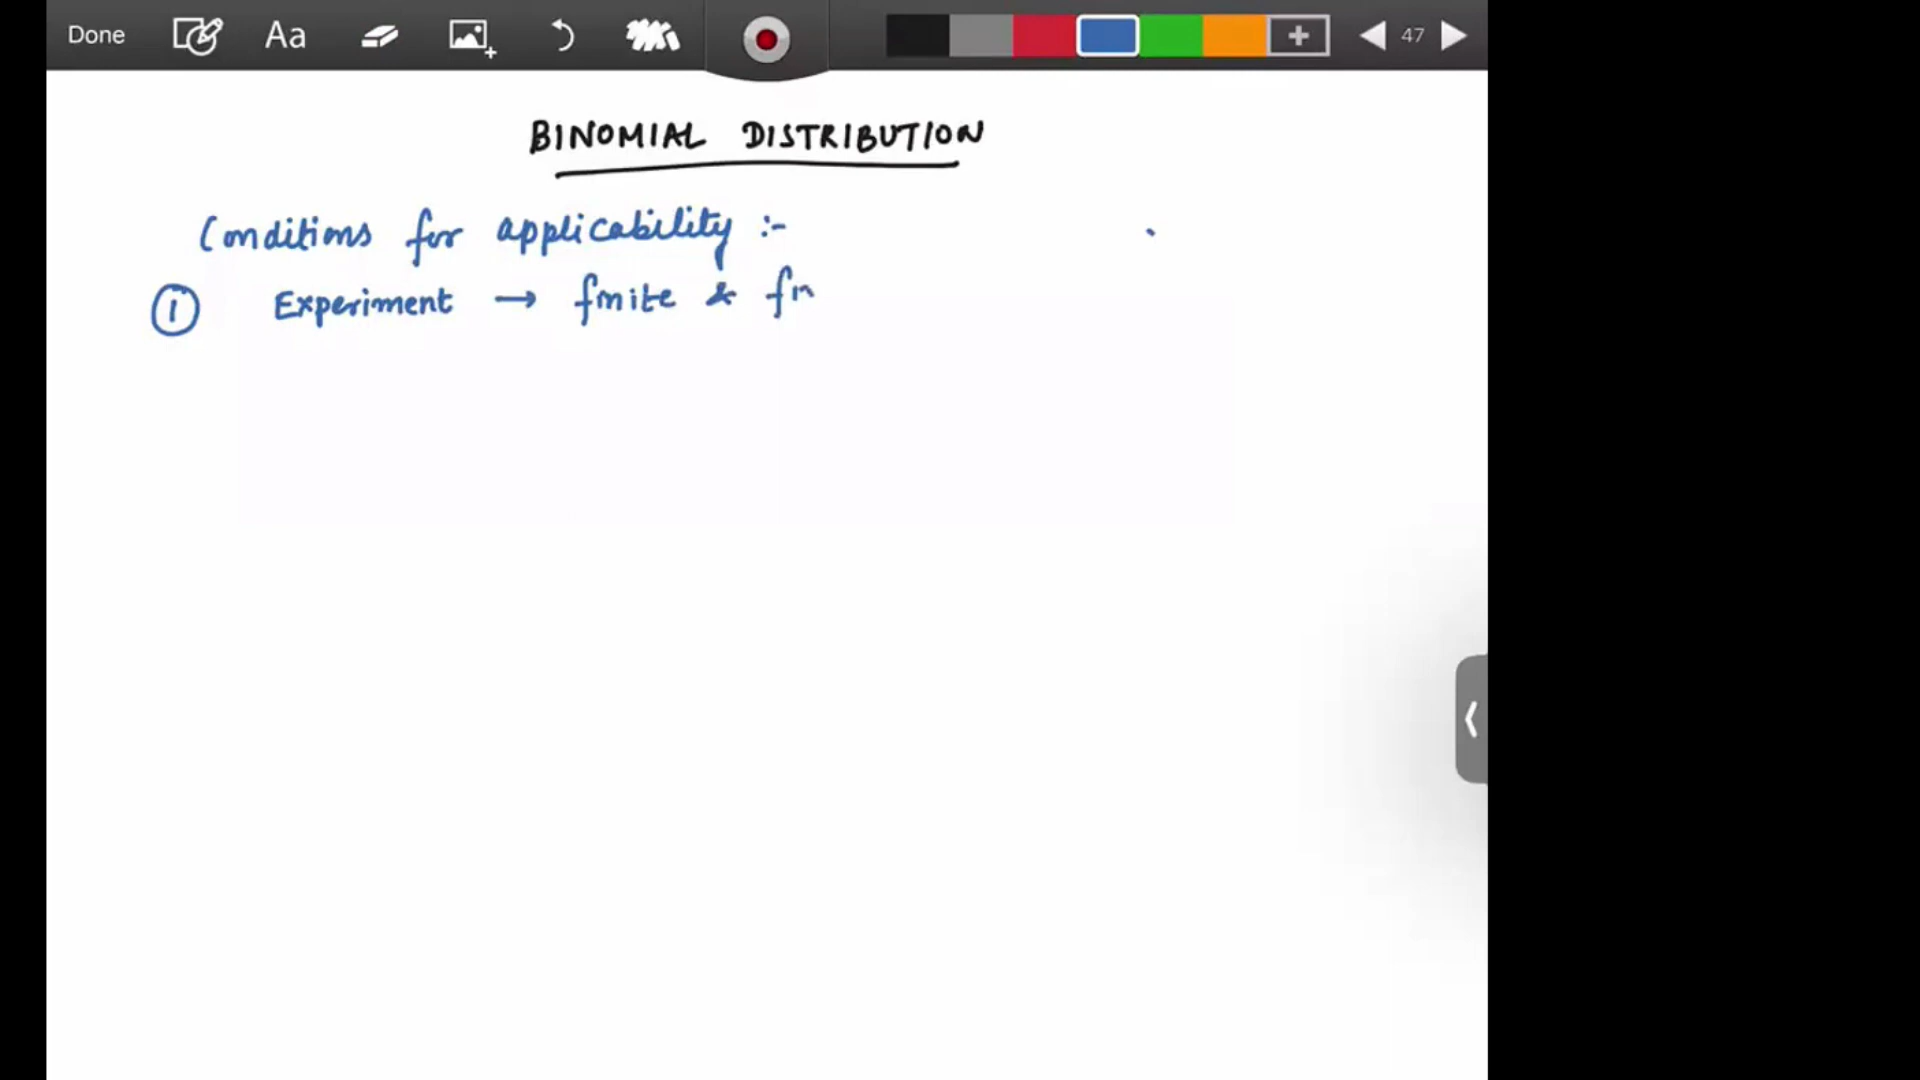 Done Aa 47
BINOMIAL DISTRIBUTION
Conditions for applicability :-
① Experiment → finite &